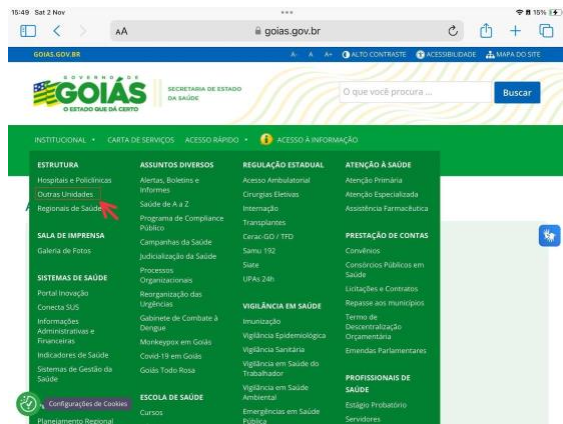 15:49 Sat 2 Nov
15%
AA
goias.gov.br
GOIAS.GOV.BR
A- A A+ ALTO CONTRASTE ACESSIBILIDADE MAPA DO SITE
GOVERNO DE
GOIÁS
O ESTADO QUE DÁ CERTO
SECRETARIA DE ESTADO
DA SAÚDE
O que você procura ...
Buscar
INSTITUCIONAL CARTA DE SERVIÇOS ACESSO RÁPIDO ACESSO À INFORMAÇÃO
ESTRUTURA
Hospitais e Policlínicas
Outras Unidades
Regionais de Saúde
SALA DE IMPRENSA
Galeria de Fotos
SISTEMAS DE SAÚDE
Portal Inovação
Conecta SUS
Informações
Administrativas e
Financeiras
Indicadores de Saúde
Sistemas de Gestão da
Saúde
Configurações de Cookies
Planejamento Regional
ASSUNTOS DIVERSOS
Alertas, Boletins e
Informes
Saúde de A a Z
Programa de Compliance
Público
Campanhas da Saúde
Judicialização da Saúde
Processos
Organizacionais
Reorganização das
Urgências
Gabinete de Combate à
Dengue
Monkeypox em Goiás
Covid-19 em Goiás
Goiás Todo Rosa
ESCOLA DE SAÚDE
Cursos
REGULAÇÃO ESTADUAL
Acesso Ambulatorial
Cirurgias Eletivas
Internação
Transplantes
Cerac-GO / TFD
Samu 192
Siate
UPAs 24h
VIGILÂNCIA EM SAÚDE
Imunização
Vigilância Epidemiológica
Vigilância Sanitária
Vigilância em Saúde do
Trabalhador
Vigilância em Saúde
Ambiental
Emergências em Saúde
Pública
ATENÇÃO À SAÚDE
Atenção Primária
Atenção Especializada
Assistência Farmacêutica
PRESTAÇÃO DE CONTAS
Convênios
Consórcios Públicos em
Saúde
Licitações e Contratos
Repasse aos municípios
Termo de
Descentralização
Orçamentária
Emendas Parlamentares
PROFISSIONAIS DE
SAÚDE
Estágio Probatório
Servidores